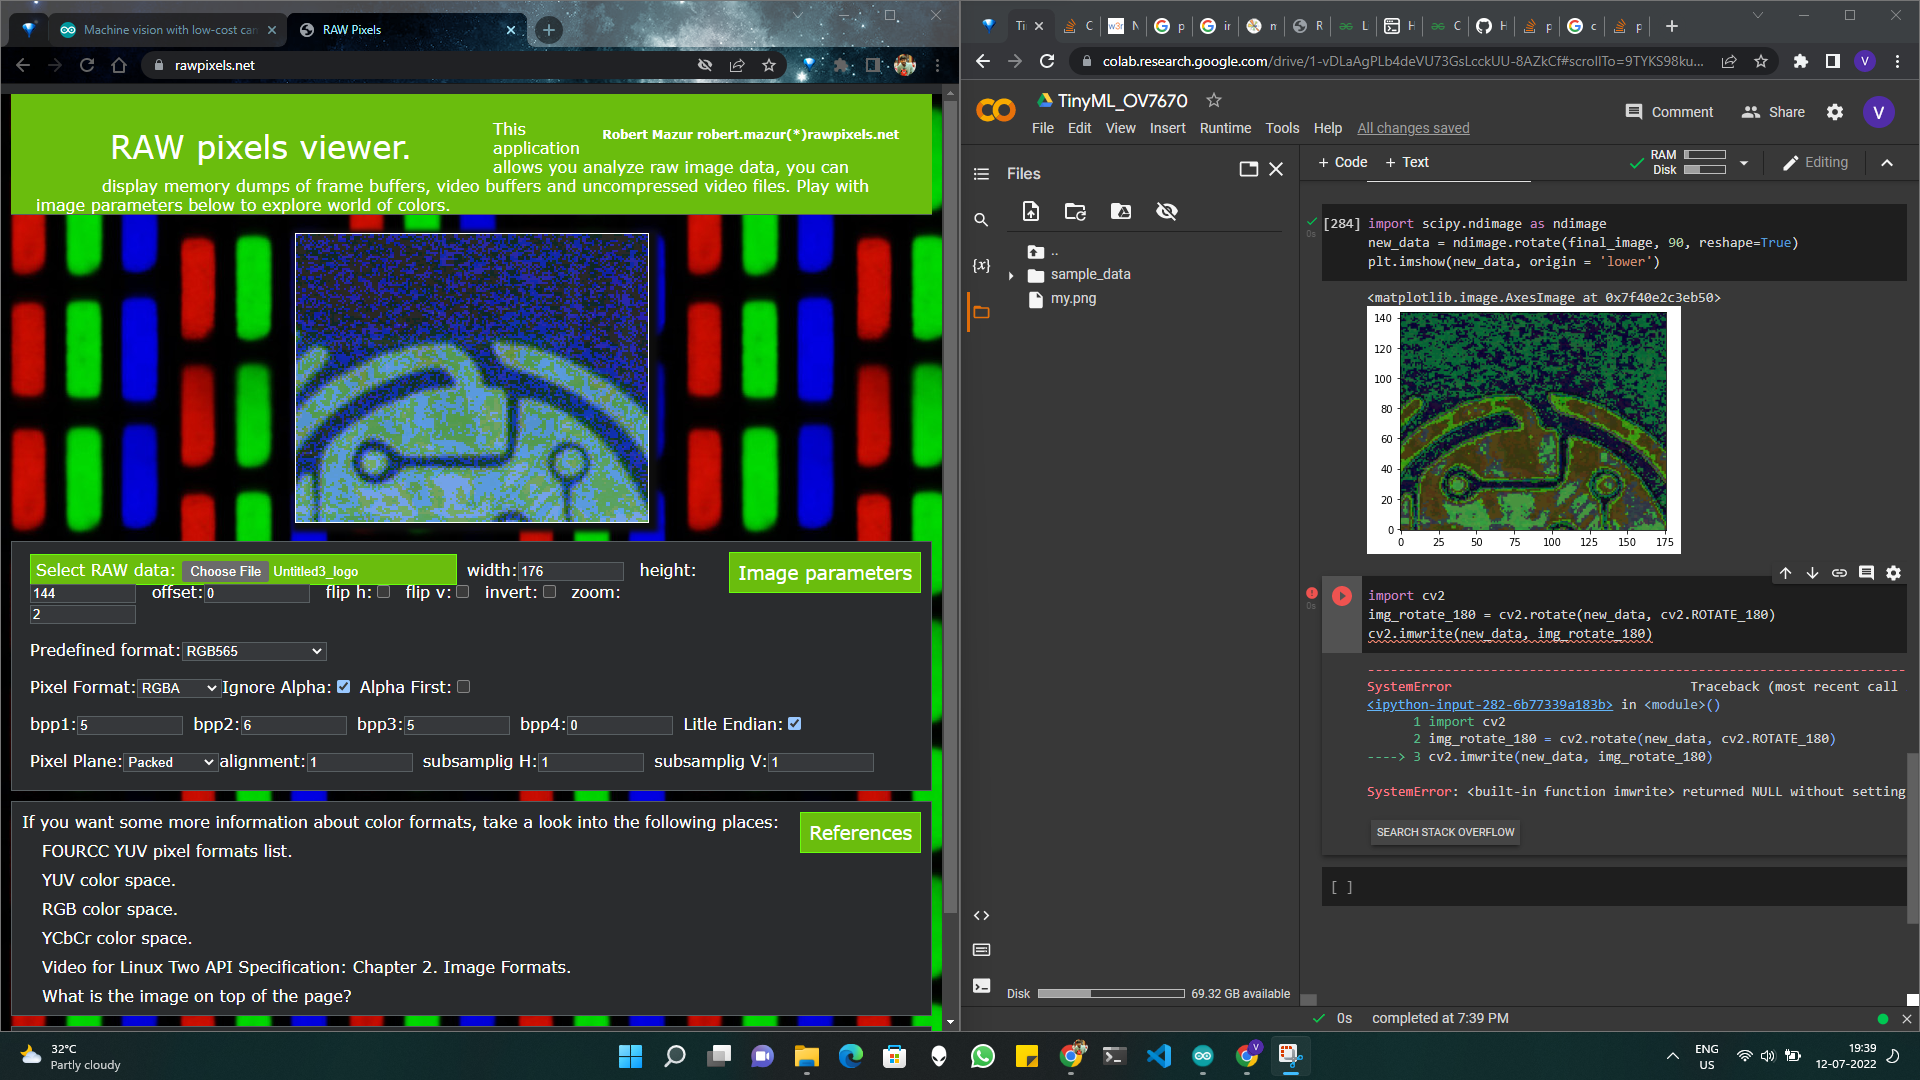 Machine vision with low-cost can
RAW Pixels
rawpixels.net
RAW pixels viewer.
This application allows you analyze raw image data, you can
Robert Mazur robert.mazur(*)rawpixels.net
display memory dumps of frame buffers, video buffers and uncompressed video files. Play with
image parameters below to explore world of colors.
Select RAW data: Choose File Untitled3_logo width: 176 height:
Image parameters
144 offset: 0 flip h: flip v: invert: zoom:
2
Predefined format: RGB565
Pixel Format: RGBA Ignore Alpha: Alpha First:
bpp1: 5 bpp2: 6 bpp3: 5 bpp4: 0 Litle Endian:
Pixel Plane: Packed alignment: 1 subsamplig H: 1 subsamplig V: 1
If you want some more information about color formats, take a look into the following places:
References
FOURCC YUV pixel formats list.
YUV color space.
RGB color space.
YCbCr color space.
Video for Linux Two API Specification: Chapter 2. Image Formats.
What is the image on top of the page?
colab.research.google.com/drive/1-vDLaAgPLb4deVU73GsLcckUU-8AZkCf#scrollTo=9TYKS98ku...
TinyML_OV7670
File Edit View Insert Runtime Tools Help All changes saved
Comment Share V
Files
..
sample_data
my.png
Disk 69.32 GB available
+ Code + Text
RAM
Disk
Editing
[284] import scipy.ndimage as ndimage
new_data = ndimage.rotate(final_image, 90, reshape=True)
plt.imshow(new_data, origin = 'lower')
<matplotlib.image.AxesImage at 0x7f40e2c3eb50>
140
120
100
80
60
40
20
0
0 25 50 75 100 125 150 175
import cv2
img_rotate_180 = cv2.rotate(new_data, cv2.ROTATE_180)
cv2.imwrite(new_data, img_rotate_180)
SystemError Traceback (most recent call
<ipython-input-282-6b77339a183b> in <module>()
1 import cv2
2 img_rotate_180 = cv2.rotate(new_data, cv2.ROTATE_180)
----> 3 cv2.imwrite(new_data, img_rotate_180)
SystemError: <built-in function imwrite> returned NULL without setting
SEARCH STACK OVERFLOW
[ ]
0s completed at 7:39 PM
32°C
Partly cloudy
ENG
US
19:39
12-07-2022